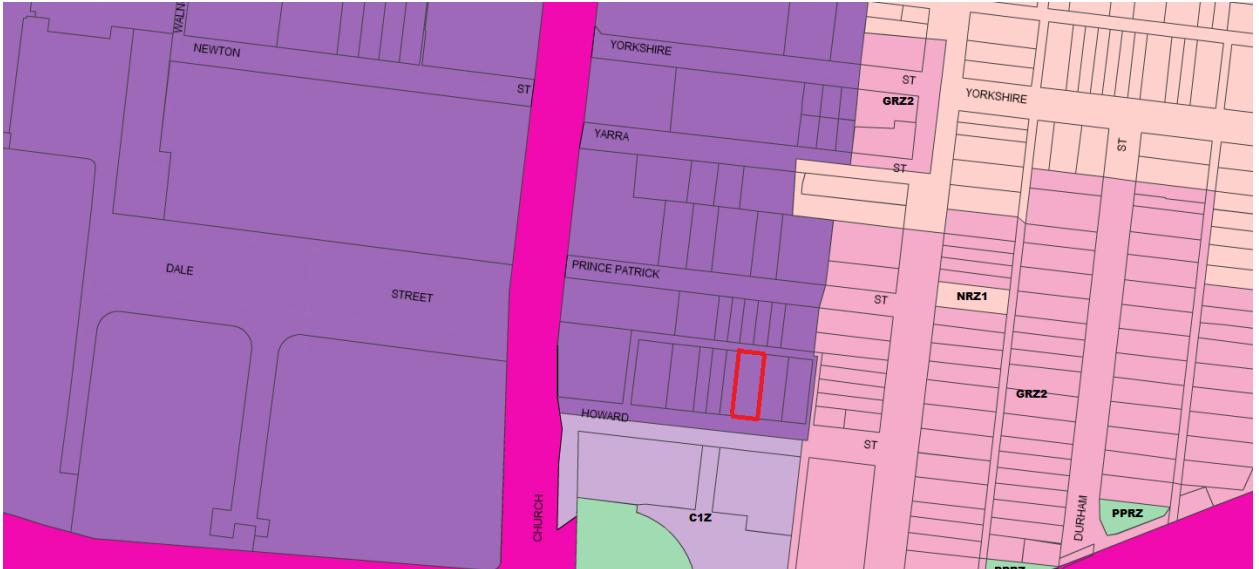 NEWTON
ST
YORKSHIRE
ST
GRZ2
YORKSHIRE
YARRA
ST
ST
DALE
STREET
PRINCE PATRICK
ST
NRZ1
GRZ2
HOWARD
ST
CHURCH
C1Z
DURHAM
PPRZ